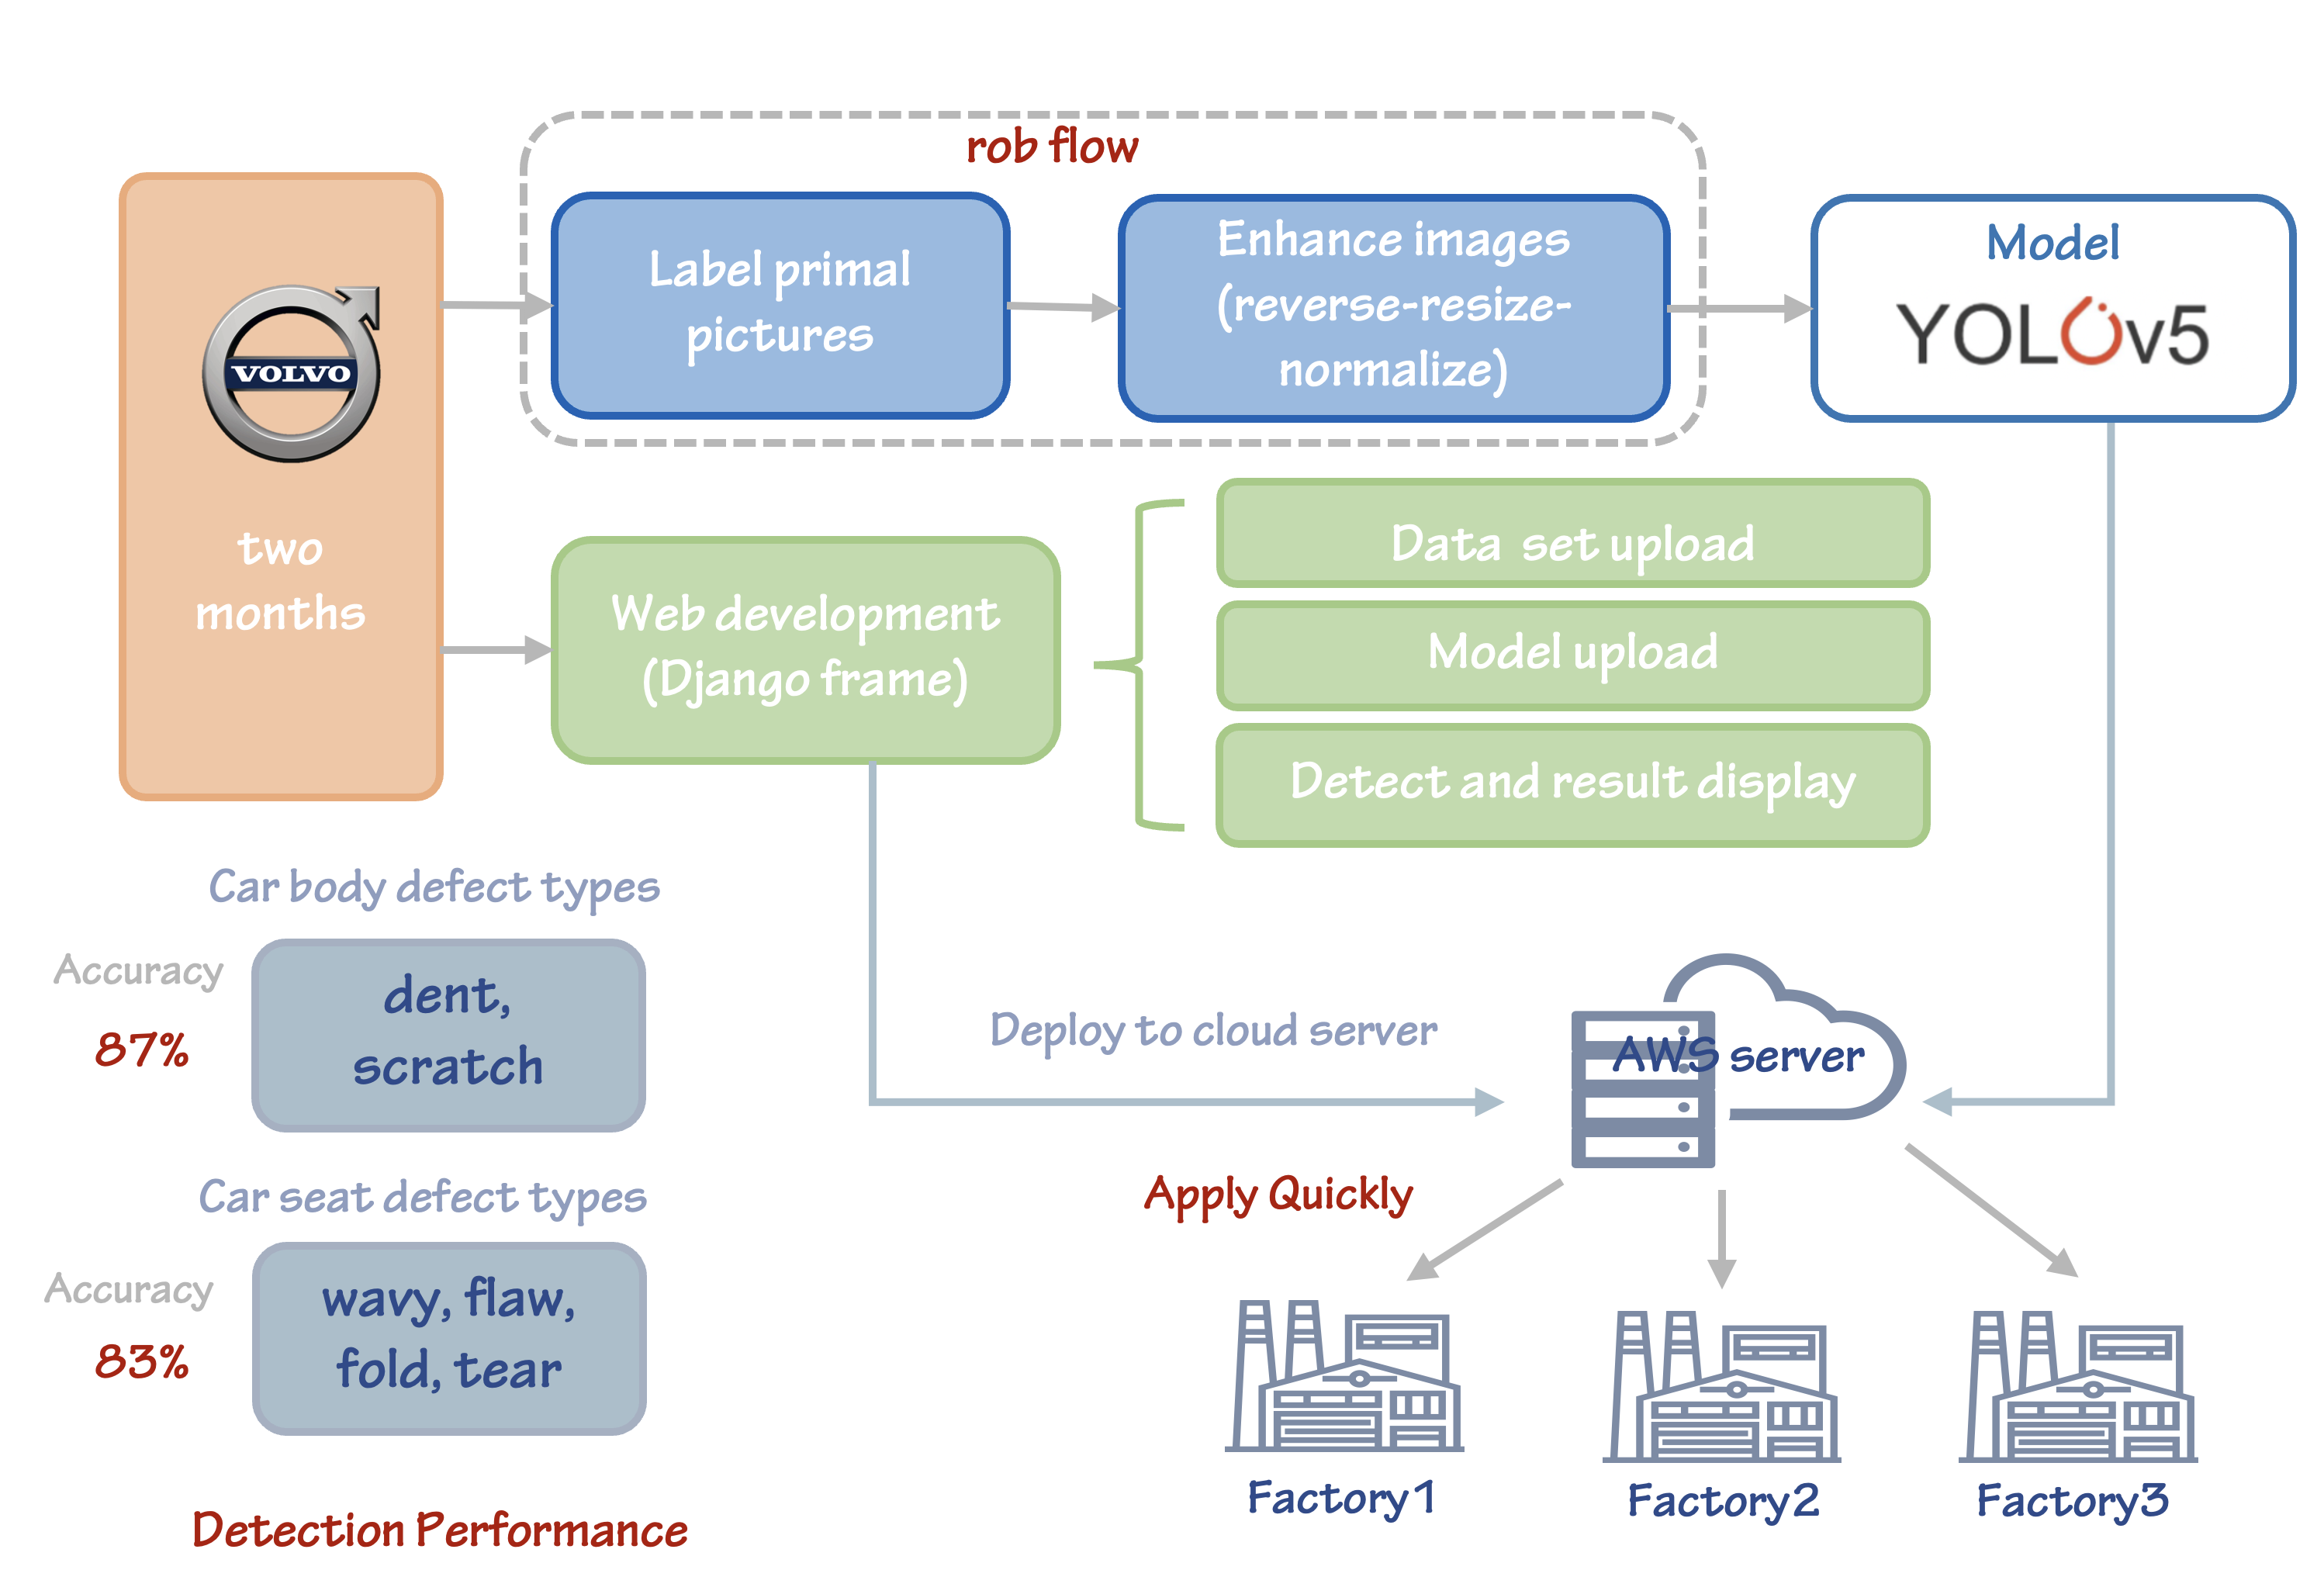 rob flow
VOLVO
two
months
Label primal
pictures
Enhance images
(reverse-resize-
normalize)
Model
YOLOv5
Web development
(Django frame)
Data set upload
Model upload
Detect and result display
Car body defect types
Accuracy
87%
dent,
scratch
Car seat defect types
Accuracy
83%
wavy, flaw,
fold, tear
Detection Performance
Deploy to cloud server
AWS server
Apply Quickly
Factory1
Factory2
Factory3